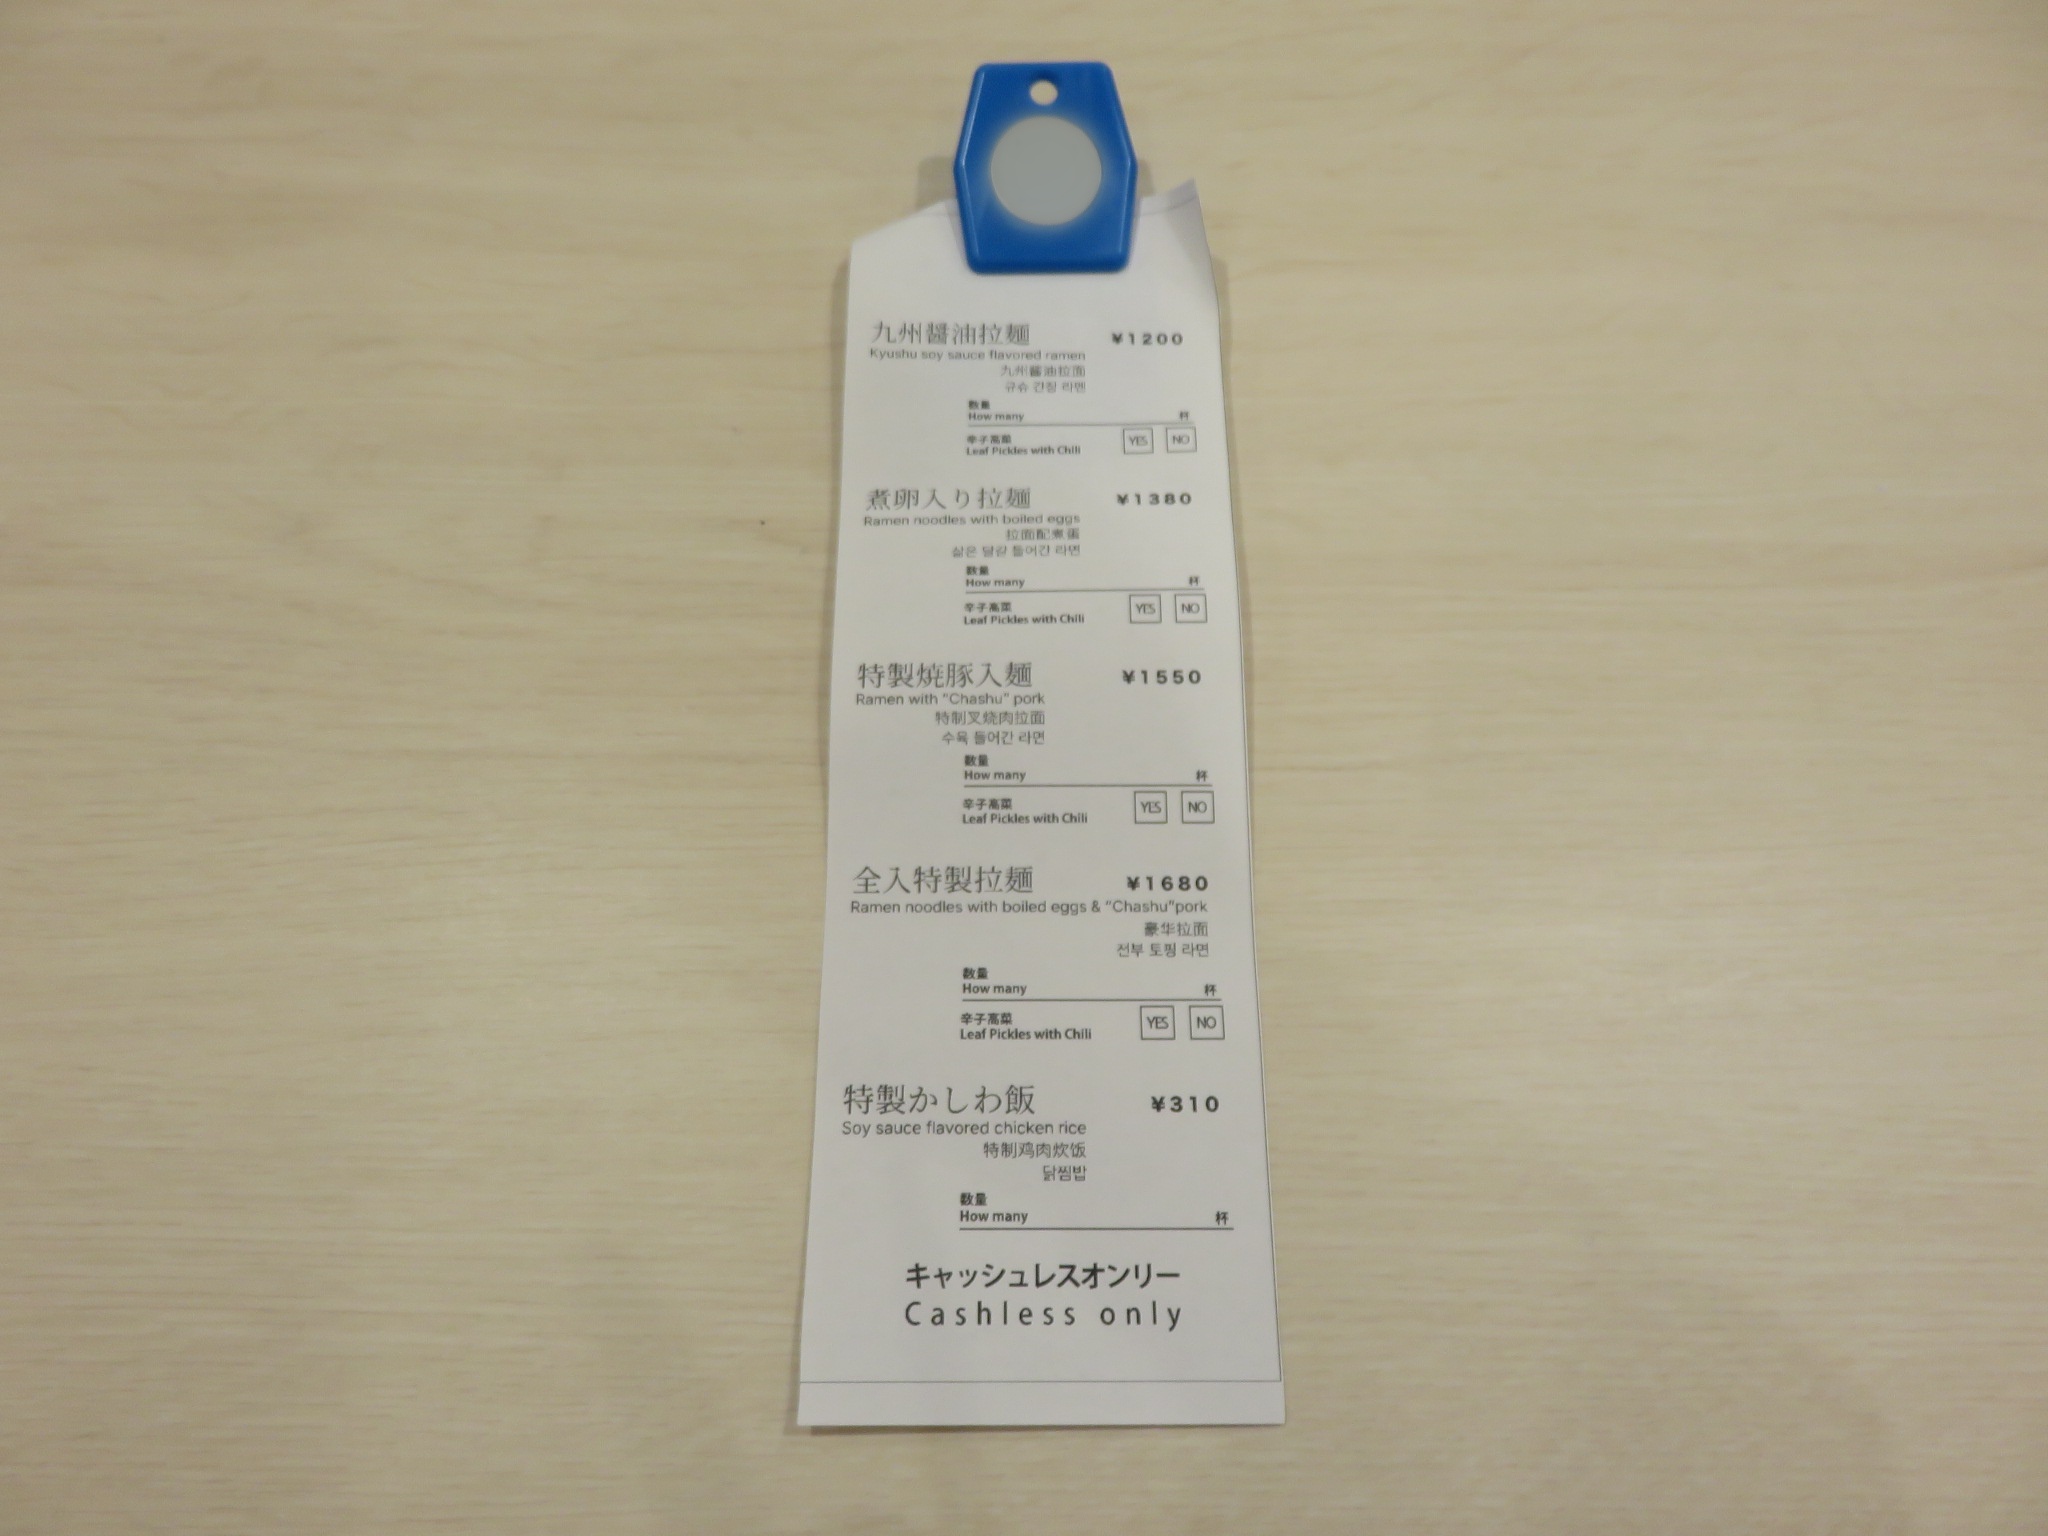 九州醤油拉麺 ¥1200
Kyushu soy sauce flavored ramen
九州醬油拉面
큐슈 간장 라멘
数量
How many 杯
辛子高菜
Leaf Pickles with Chili YES NO
煮卵入り拉麺 ¥1380
Ramen noodles with boiled eggs
拉面配煮蛋
삶은 달걀 들어간 라면
数量
How many 杯
辛子高菜
Leaf Pickles with Chili YES NO
特製焼豚入麺 ¥1550
Ramen with "Chashu" pork
特制叉烧肉拉面
수육 들어간 라면
数量
How many 杯
辛子高菜
Leaf Pickles with Chili YES NO
全入特製拉麺 ¥1680
Ramen noodles with boiled eggs & "Chashu"pork
豪华拉面
전부 토핑 라면
数量
How many 杯
辛子高菜
Leaf Pickles with Chili YES NO
特製かしわ飯 ¥310
Soy sauce flavored chicken rice
特制鸡肉炊饭
닭찜밥
数量
How many 杯
キャッシュレスオンリー
Cashless only